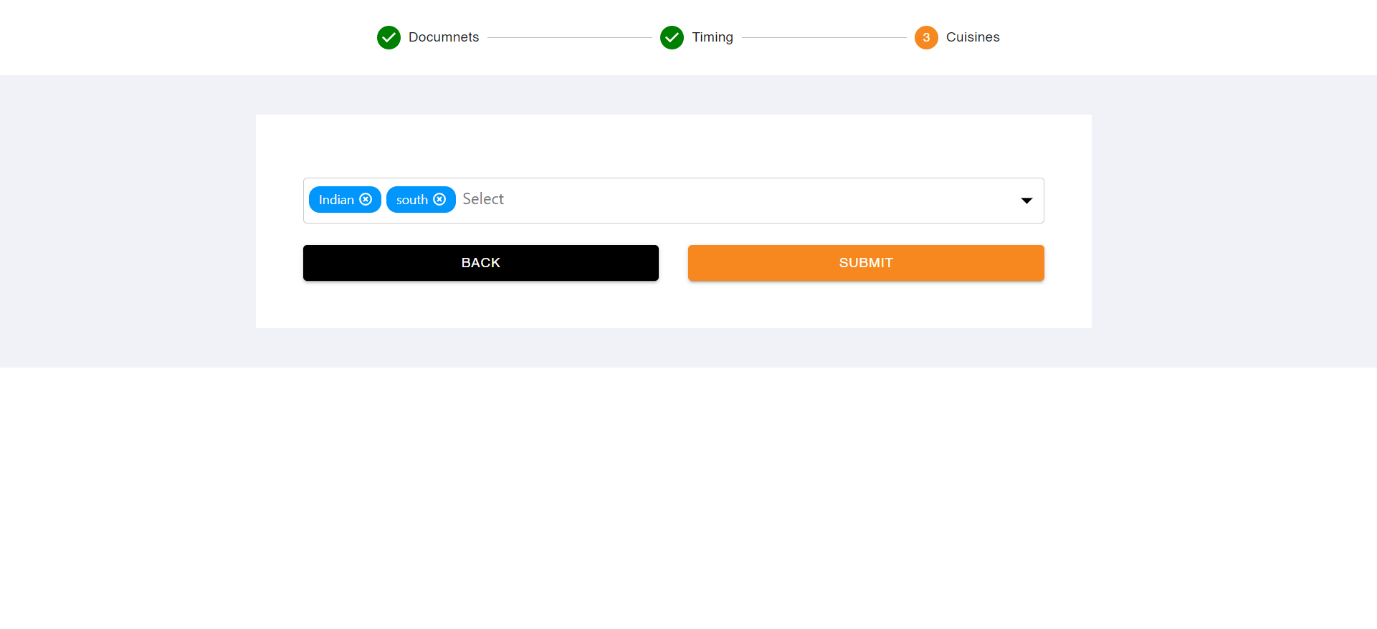 Documnets Timing 3 Cuisines
Indian south Select
BACK SUBMIT